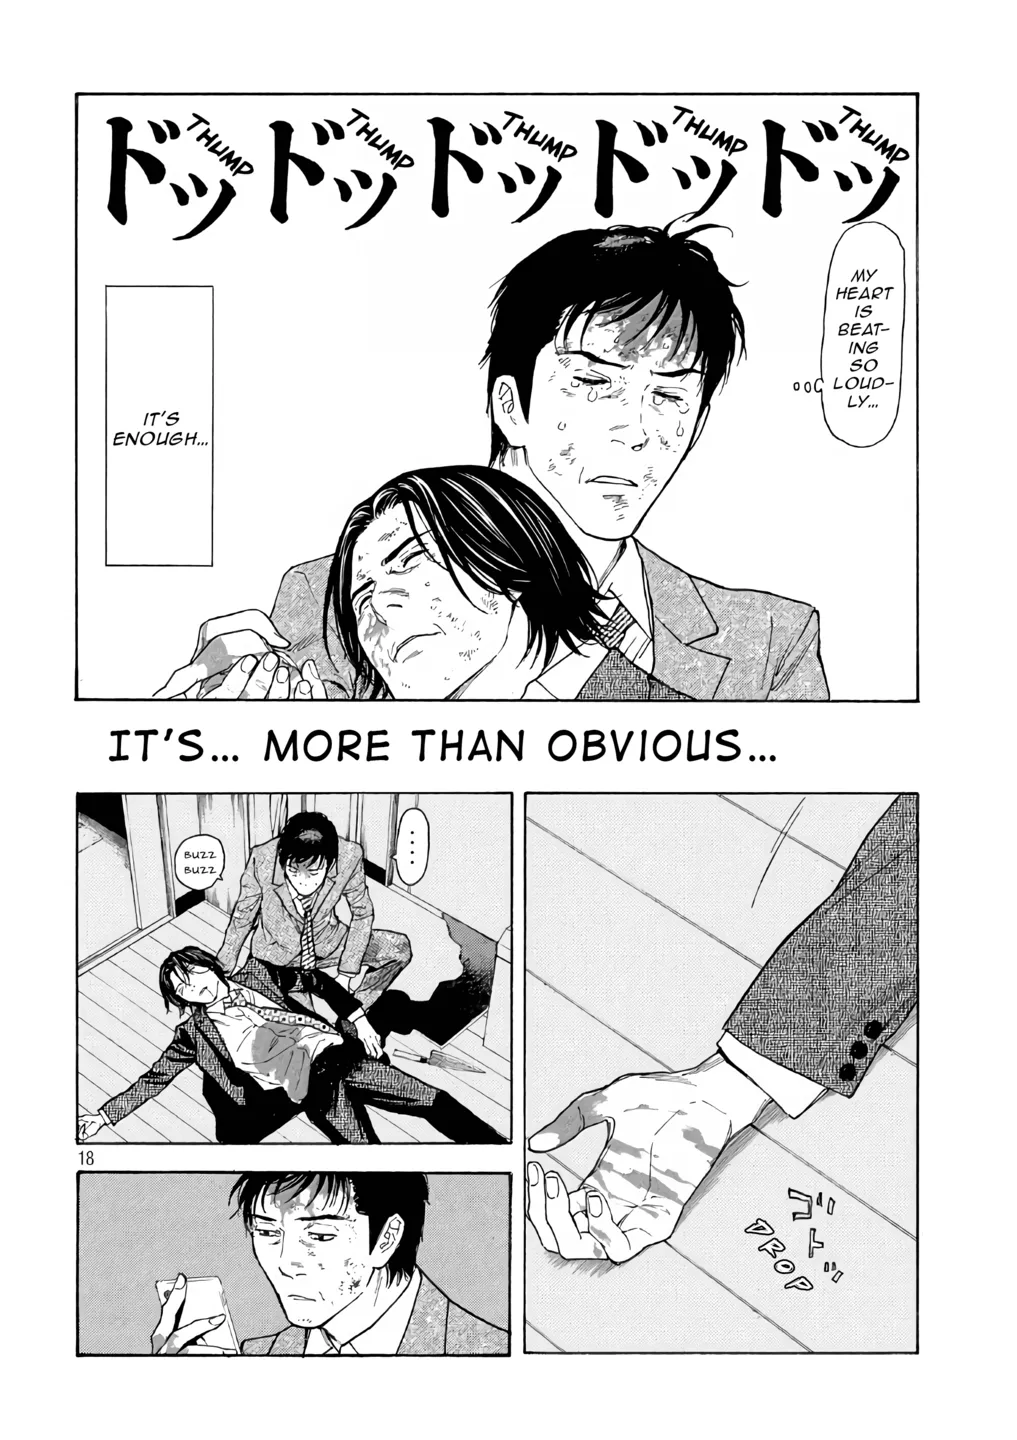 ドッ ドッ ドッ ドッ ドッ
THUMP THUMP THUMP THUMP THUMP
MY
HEART
IS
BEAT-
ING
SO
LOUD-
LY...
IT'S
ENOUGH...
IT'S... MORE THAN OBVIOUS...
....
BUZZ
BUZZ
ゴトッ
DROP
18